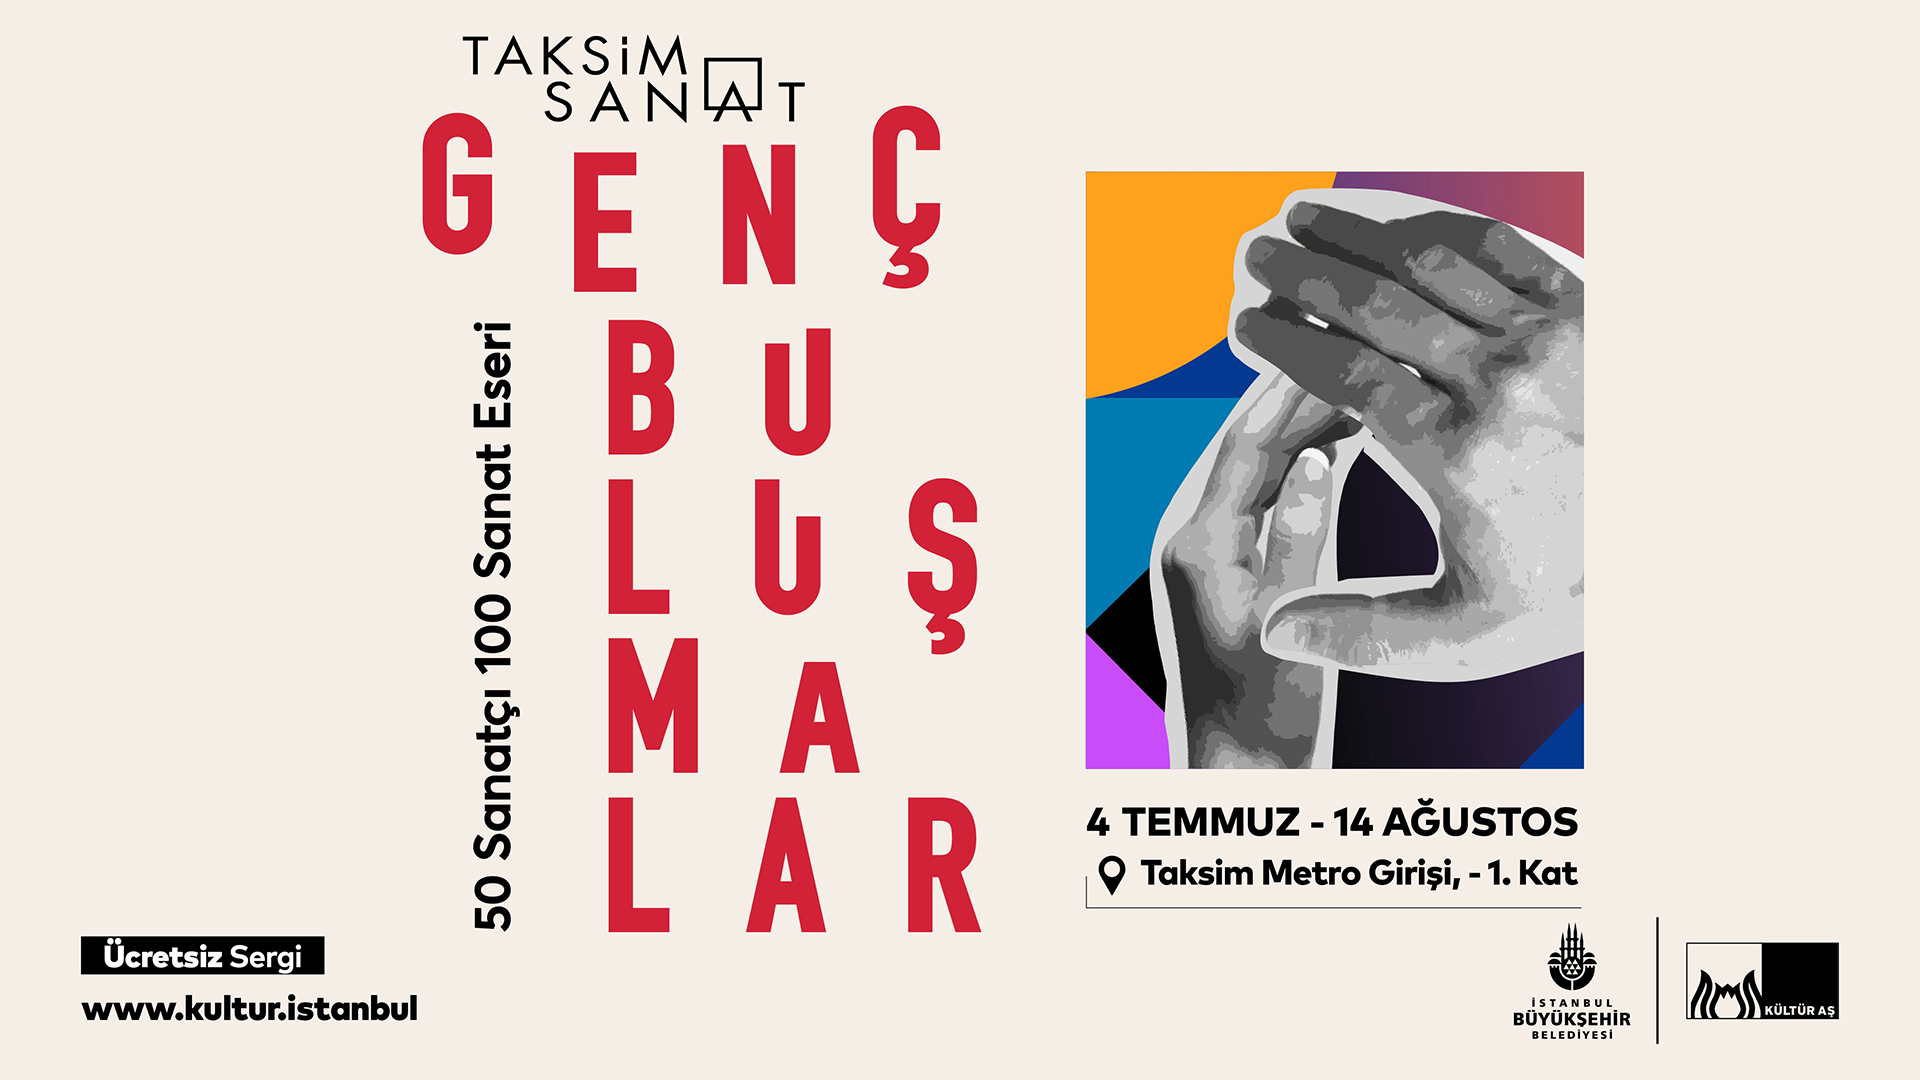 TAKSİM
SANAT
GENÇ
BU
LUŞ
MA
LAR
50 Sanatçı 100 Sanat Eseri
4 TEMMUZ - 14 AĞUSTOS
Taksim Metro Girişi, - 1. Kat
Ücretsiz Sergi
www.kultur.istanbul
İSTANBUL
BÜYÜKŞEHİR
BELEDİYESİ
KÜLTÜR AŞ